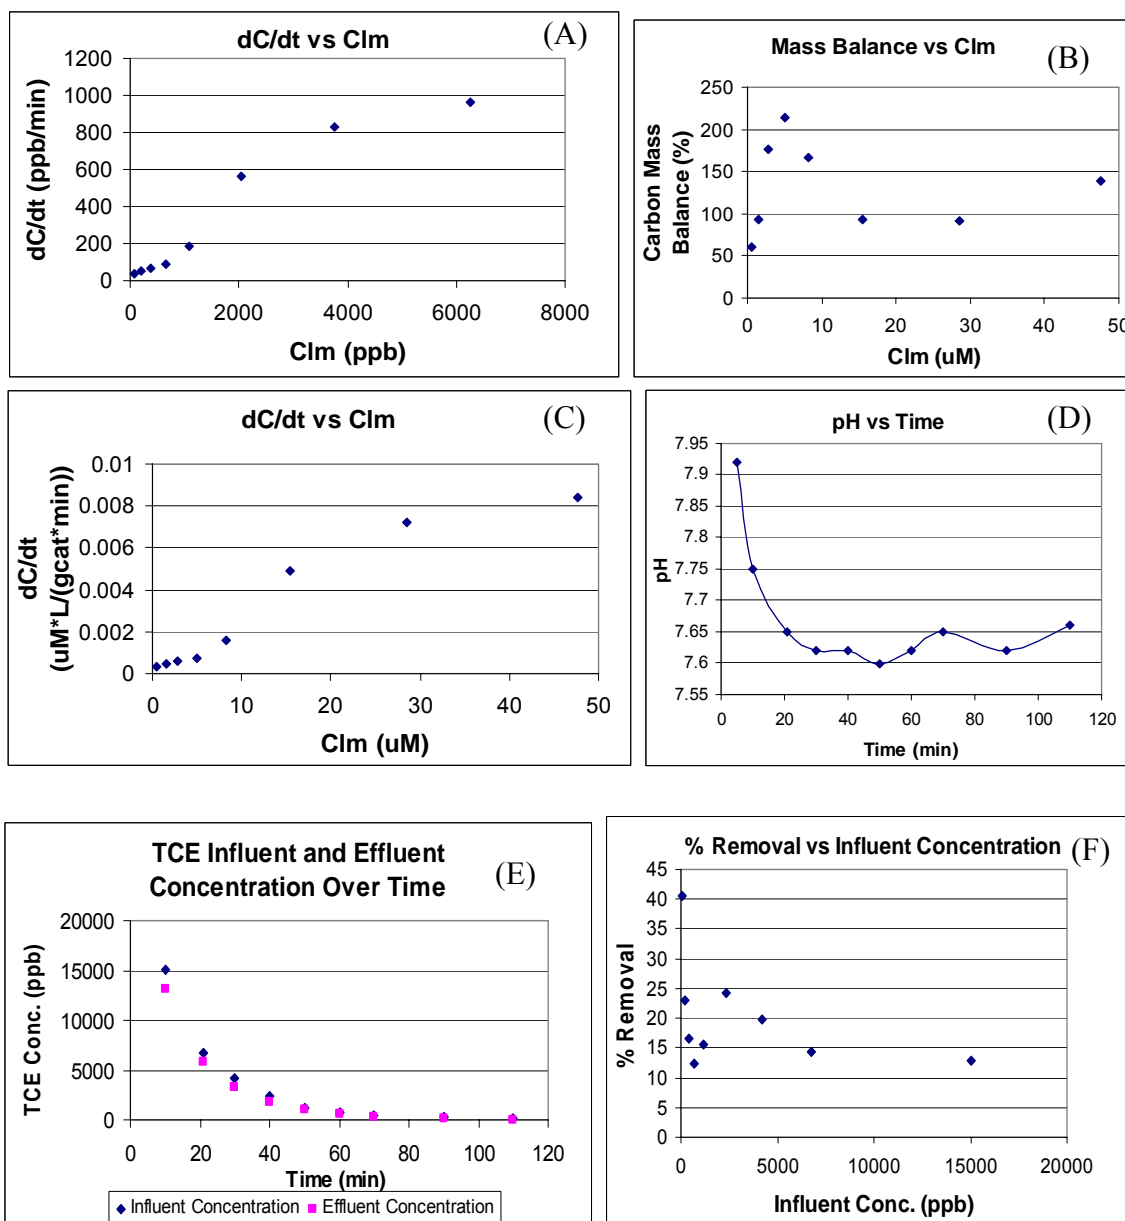 dC/dt vs Clm
(A)
dC/dt (ppb/min)
1200
1000
800
600
400
200
0
0 2000 4000 6000 8000
Clm (ppb)
Mass Balance vs Clm
(B)
Carbon Mass
Balance (%)
250
200
150
100
50
0
0 10 20 30 40 50
Clm (uM)
dC/dt vs Clm
(C)
dC/dt
(uM*L/(gcat*min))
0.01
0.008
0.006
0.004
0.002
0
0 10 20 30 40 50
Clm (uM)
pH vs Time
(D)
pH
7.95
7.9
7.85
7.8
7.75
7.7
7.65
7.6
7.55
0 20 40 60 80 100 120
Time (min)
TCE Influent and Effluent
Concentration Over Time
(E)
TCE Conc. (ppb)
20000
15000
10000
5000
0
0 20 40 60 80 100 120
Time (min)
Influent Concentration Effluent Concentration
% Removal vs Influent Concentration
(F)
% Removal
45
40
35
30
25
20
15
10
5
0
0 5000 10000 15000 20000
Influent Conc. (ppb)